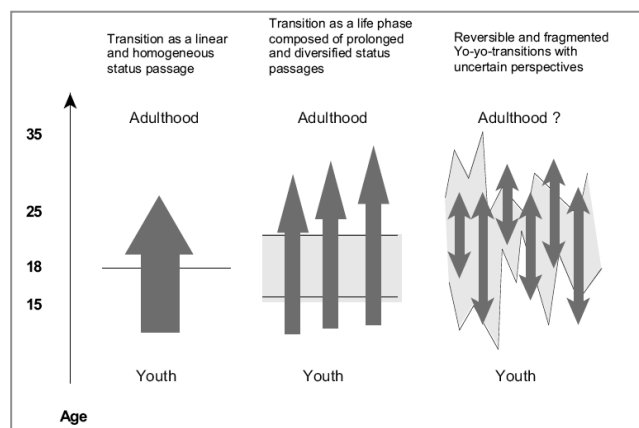 Transition as a linear
and homogeneous
status passage
Transition as a life phase
composed of prolonged
and diversified status
passages
Reversible and fragmented
Yo-yo-transitions with
uncertain perspectives
Adulthood
Adulthood
Adulthood ?
35
25
18
15
Youth
Youth
Youth
Age